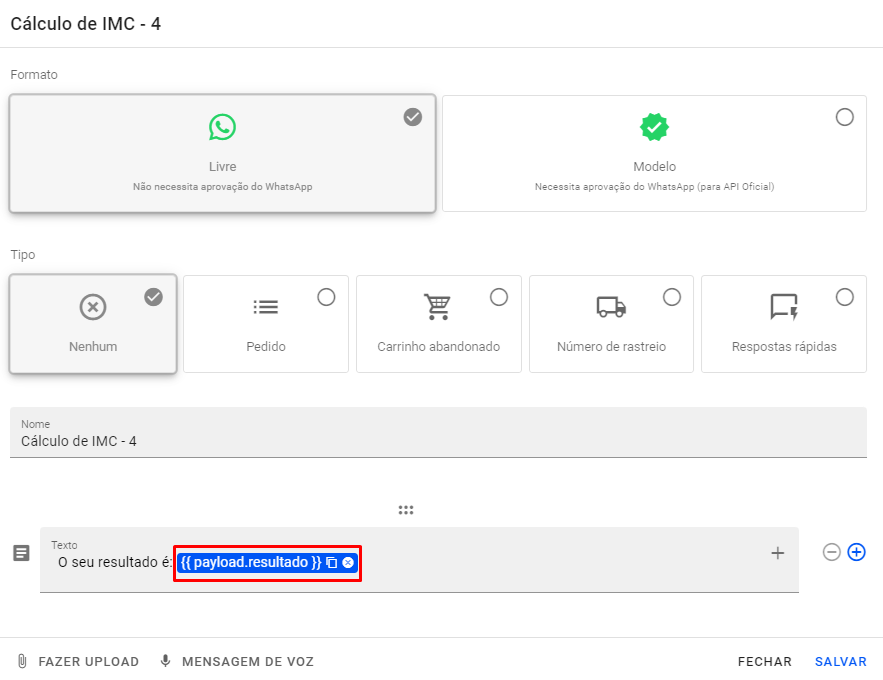 Cálculo de IMC - 4
Formato
Livre
Não necessita aprovação do WhatsApp
Modelo
Necessita aprovação do WhatsApp (para API Oficial)
Tipo
Nenhum
Pedido
Carrinho abandonado
Número de rastreio
Respostas rápidas
Nome
Cálculo de IMC - 4
Texto
O seu resultado é: {{ payload.resultado }}
FAZER UPLOAD
MENSAGEM DE VOZ
FECHAR
SALVAR